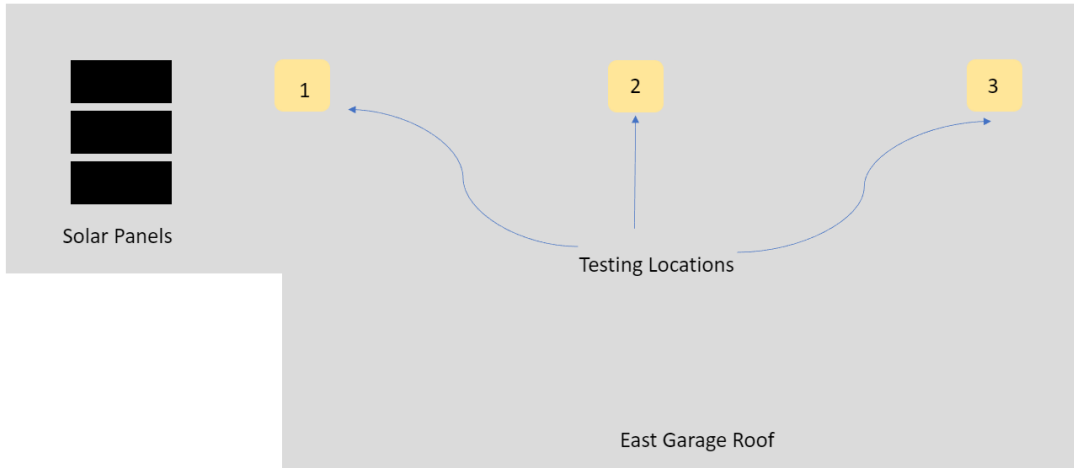 1
2
3
Solar Panels
Testing Locations
East Garage Roof